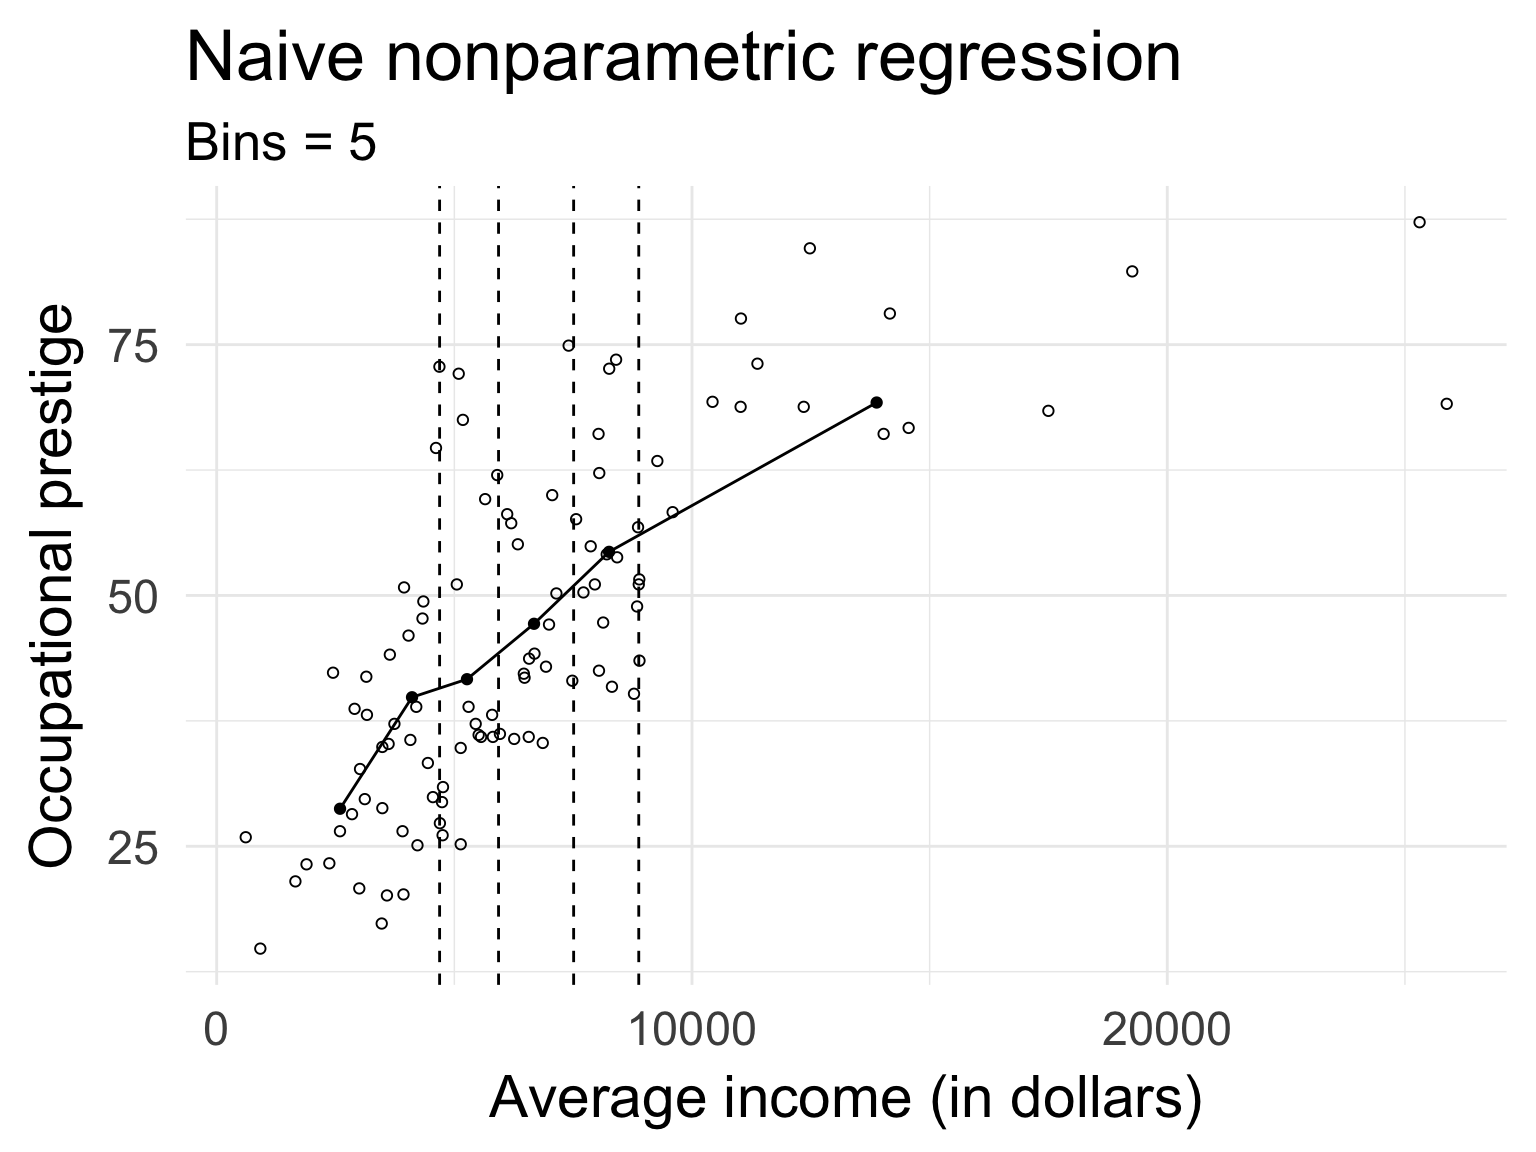 Naive nonparametric regression
Bins = 5
Occupational prestige
75
50
25
0 10000 20000
Average income (in dollars)